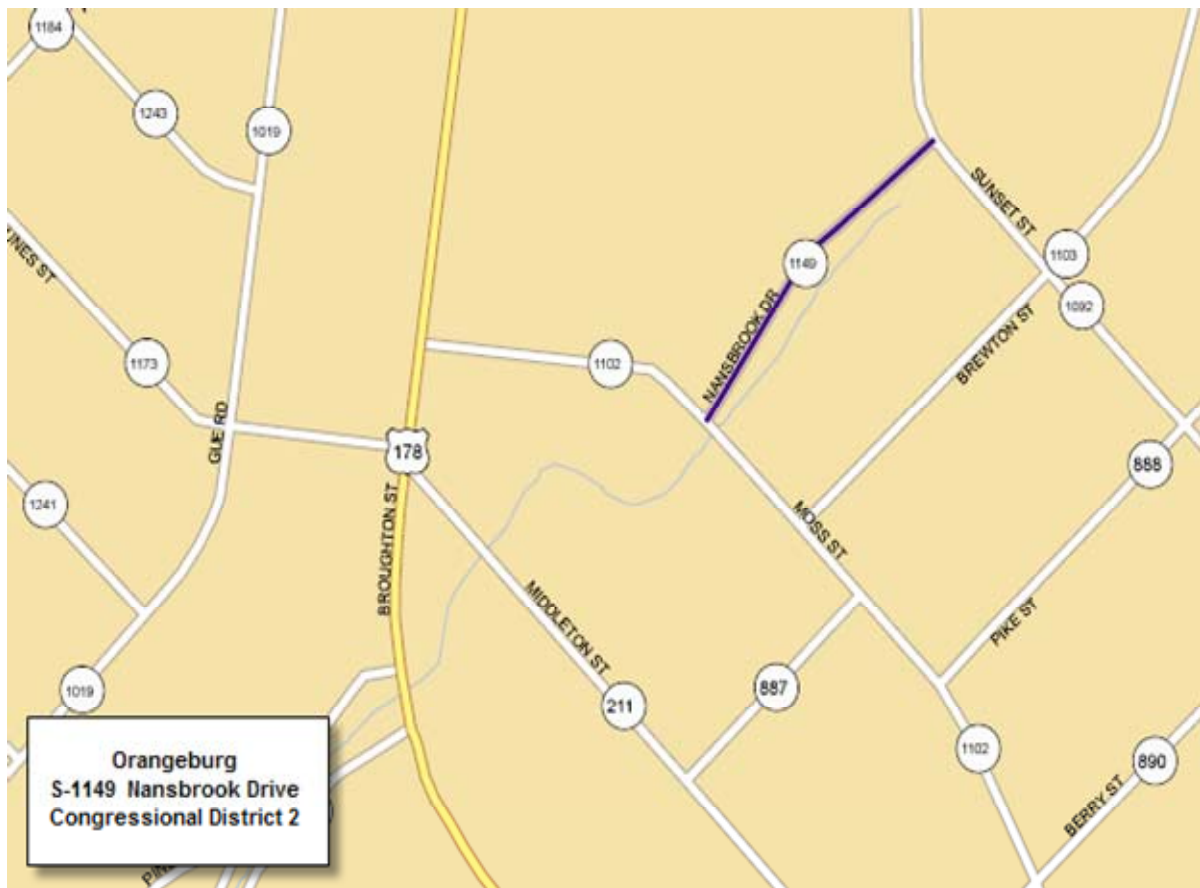 1184
1243
1019
SUNSET ST
1103
1149
1092
NANSBROOK DR
BREWTON ST
1173
1102
GUE RD
178
888
1241
BROUGHTON ST
MOSS ST
MIDDLETON ST
PIKE ST
1019
887
211
1102
890
BERRY ST
Orangeburg
S-1149 Nansbrook Drive
Congressional District 2